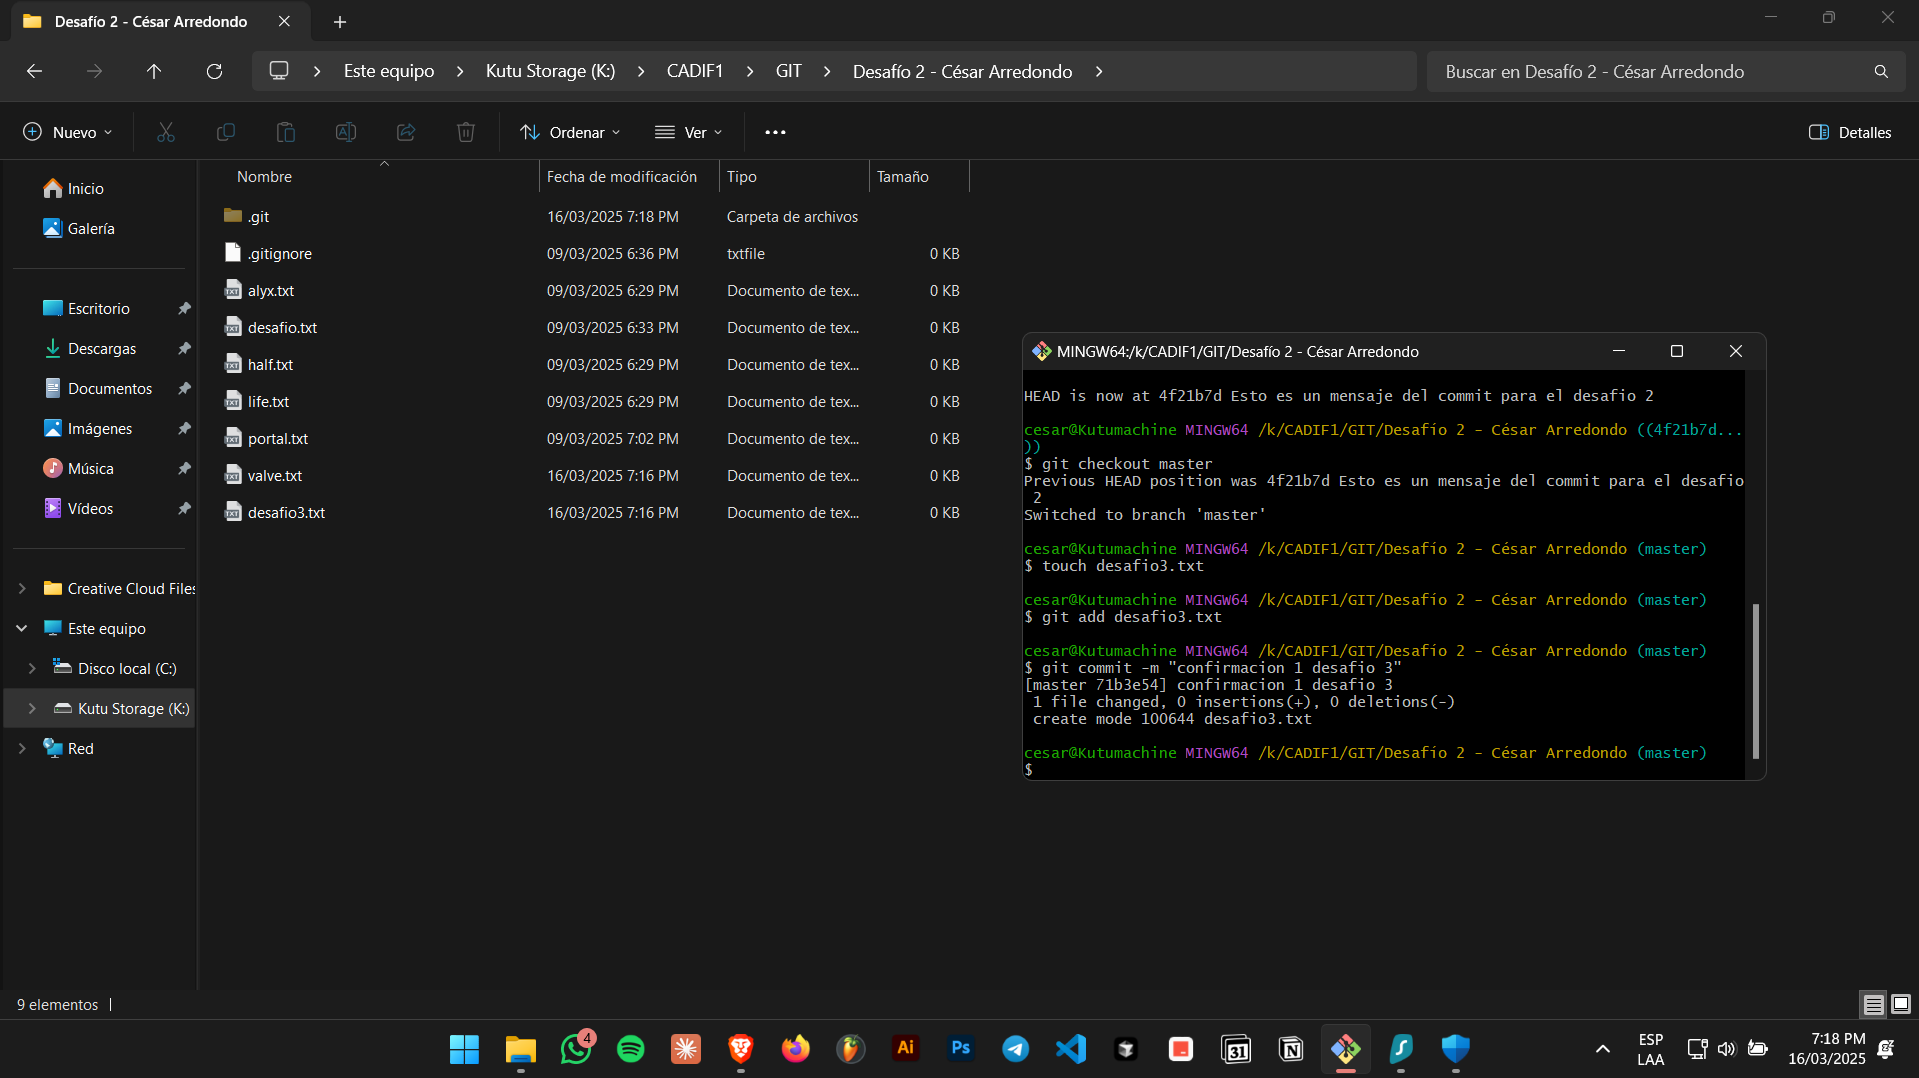 Desafío 2 - César Arredondo
Este equipo
Kutu Storage (K:)
CADIF1
GIT
Desafío 2 - César Arredondo
Buscar en Desafío 2 - César Arredondo
Nuevo
Ordenar
Ver
Detalles
Inicio
Galería
Escritorio
Descargas
Documentos
Imágenes
Música
Vídeos
Creative Cloud Files
Este equipo
Disco local (C:)
Kutu Storage (K:)
Red
Nombre Fecha de modificación Tipo Tamaño
.git 16/03/2025 7:18 PM Carpeta de archivos
.gitignore 09/03/2025 6:36 PM txtfile 0 KB
alyx.txt 09/03/2025 6:29 PM Documento de tex... 0 KB
desafio.txt 09/03/2025 6:33 PM Documento de tex... 0 KB
half.txt 09/03/2025 6:29 PM Documento de tex... 0 KB
life.txt 09/03/2025 6:29 PM Documento de tex... 0 KB
portal.txt 09/03/2025 7:02 PM Documento de tex... 0 KB
valve.txt 16/03/2025 7:16 PM Documento de tex... 0 KB
desafio3.txt 16/03/2025 7:16 PM Documento de tex... 0 KB
MINGW64:/k/CADIF1/GIT/Desafío 2 - César Arredondo
HEAD is now at 4f21b7d Esto es un mensaje del commit para el desafio 2
cesar@Kutumachine MINGW64 /k/CADIF1/GIT/Desafío 2 - César Arredondo ((4f21b7d...
))
$ git checkout master
Previous HEAD position was 4f21b7d Esto es un mensaje del commit para el desafio
2
Switched to branch 'master'
cesar@Kutumachine MINGW64 /k/CADIF1/GIT/Desafío 2 - César Arredondo (master)
$ touch desafio3.txt
cesar@Kutumachine MINGW64 /k/CADIF1/GIT/Desafío 2 - César Arredondo (master)
$ git add desafio3.txt
cesar@Kutumachine MINGW64 /k/CADIF1/GIT/Desafío 2 - César Arredondo (master)
$ git commit -m "confirmacion 1 desafio 3"
[master 71b3e54] confirmacion 1 desafio 3
1 file changed, 0 insertions(+), 0 deletions(-)
create mode 100644 desafio3.txt
cesar@Kutumachine MINGW64 /k/CADIF1/GIT/Desafío 2 - César Arredondo (master)
$
9 elementos
4
Ai
Ps
31
ESP
LAA
7:18 PM
16/03/2025